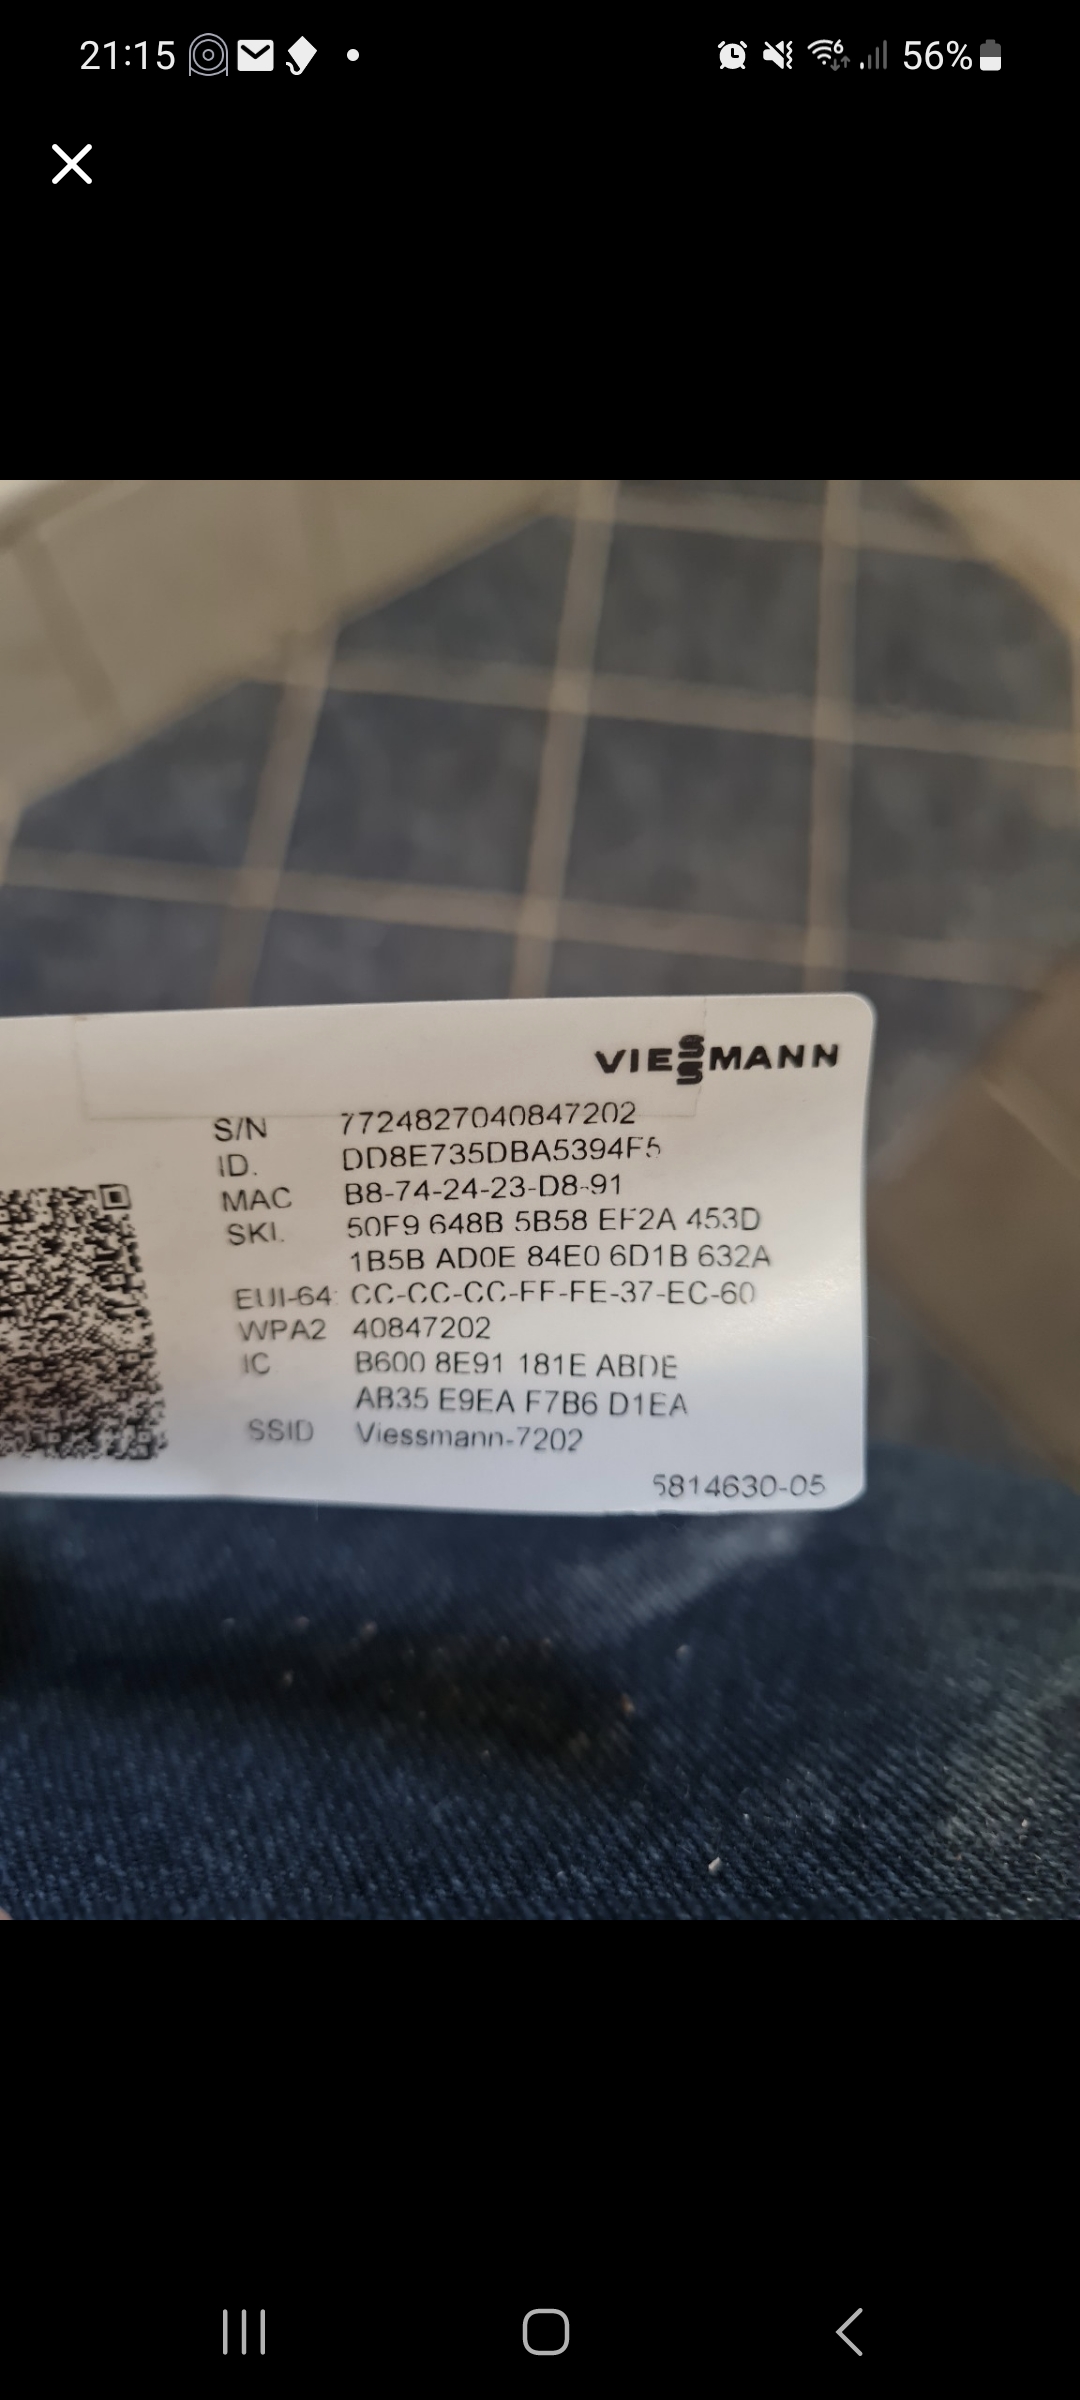 21:15
56%
VIESSMANN
S/N 7724827040847202
ID. DD8E735DBA5394F5
MAC B8-74-24-23-D8-91
SKI. 50F9 648B 5B58 EF2A 453D
1B5B AD0E 84E0 6D1B 632A
EUI-64: CC-CC-CC-FF-FE-37-EC-60
WPA2 40847202
IC B600 8E91 181E ABDE
AB35 E9EA F7B6 D1EA
SSID Viessmann-7202
5814630-05